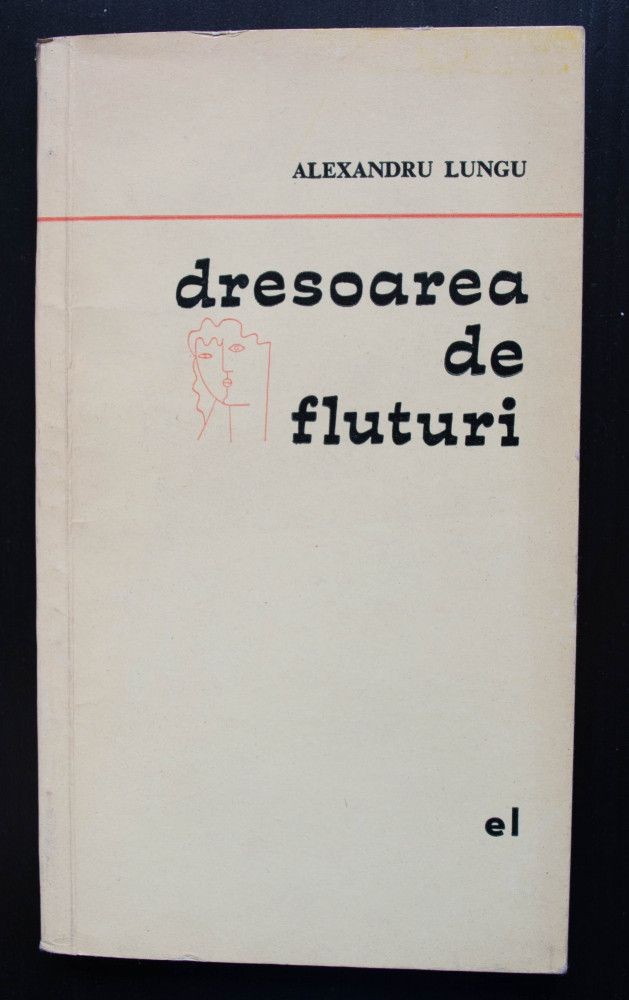 ALEXANDRU LUNGU
dresoarea
de
fluturi
el